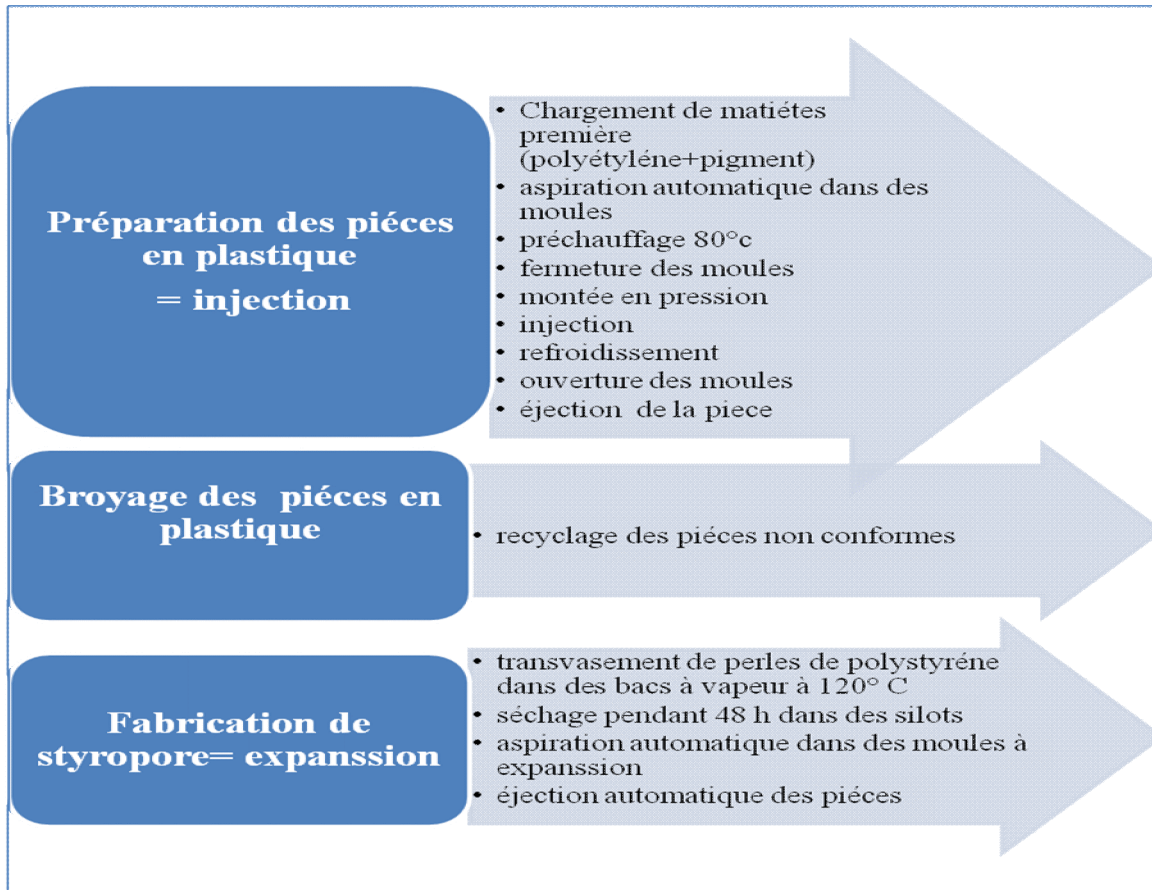 Préparation des piéces
en plastique
= injection
• Chargement de matiétes
première
(polyétyléne+pigment)
• aspiration automatique dans des
moules
• préchauffage 80°c
• fermeture des moules
• montée en pression
• injection
• refroidissement
• ouverture des moules
• éjection de la piece
Broyage des piéces en
plastique
• recyclage des piéces non conformes
Fabrication de
styropore= expanssion
• transvasement de perles de polystyréne
dans des bacs à vapeur à 120° C
• séchage pendant 48 h dans des silots
• aspiration automatique dans des moules à
expanssion
• éjection automatique des piéces